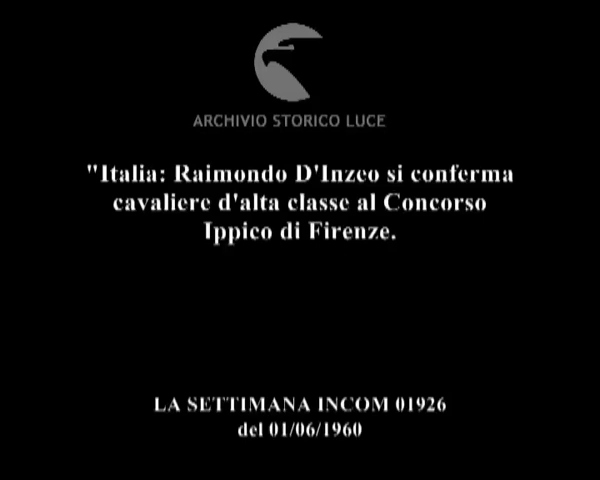 ARCHIVIO STORICO LUCE
"Italia: Raimondo D'Inzeo si conferma
cavaliere d'alta classe al Concorso
Ippico di Firenze.
LA SETTIMANA INCOM 01926
del 01/06/1960